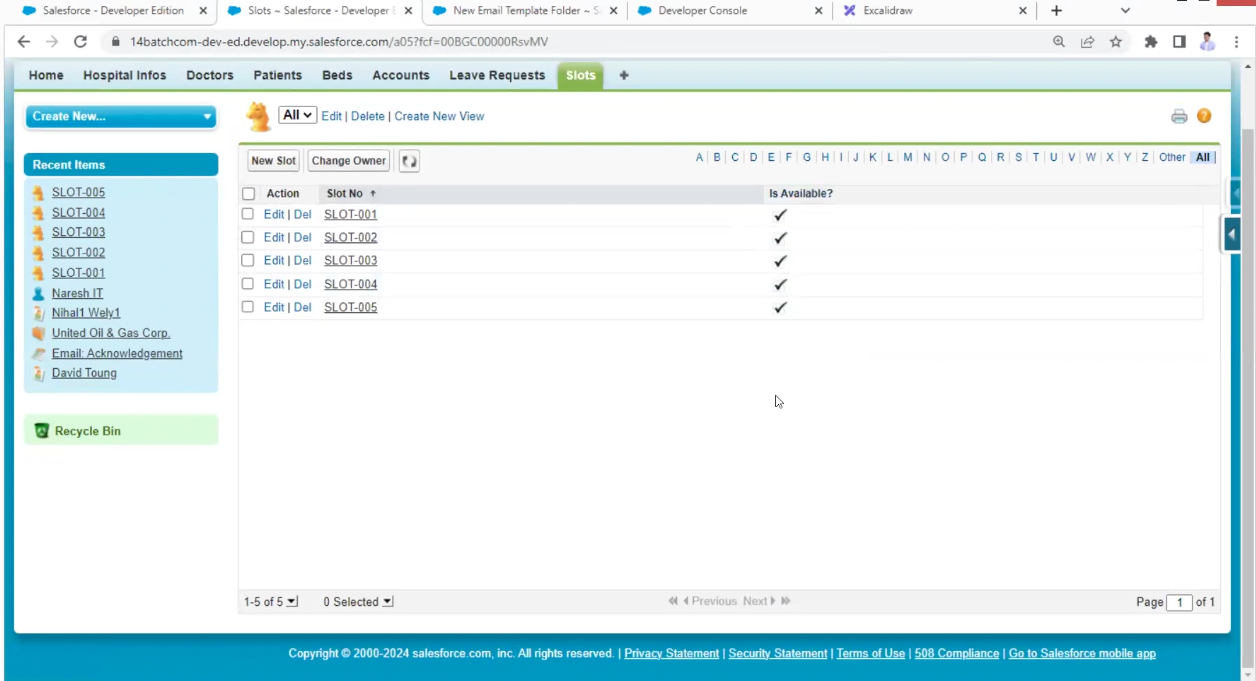 Salesforce - Developer Edition
Slots ~ Salesforce - Developer E
New Email Template Folder ~ S
Developer Console
Excalidraw
14batchcom-dev-ed.develop.my.salesforce.com/a05?fcf=00BGC00000RsvMV
Home Hospital Infos Doctors Patients Beds Accounts Leave Requests Slots +
Create New...
All Edit | Delete | Create New View
Recent Items
SLOT-005
SLOT-004
SLOT-003
SLOT-002
SLOT-001
Naresh IT
Nihal1 Wely1
United Oil & Gas Corp.
Email: Acknowledgement
David Toung
Recycle Bin
New Slot Change Owner
A | B | C | D | E | F | G | H | I | J | K | L | M | N | O | P | Q | R | S | T | U | V | W | X | Y | Z | Other | All
Action Slot No Is Available?
Edit | Del SLOT-001
Edit | Del SLOT-002
Edit | Del SLOT-003
Edit | Del SLOT-004
Edit | Del SLOT-005
1-5 of 5 0 Selected Previous Next Page 1 of 1
Copyright © 2000-2024 salesforce.com, inc. All rights reserved. | Privacy Statement | Security Statement | Terms of Use | 508 Compliance | Go to Salesforce mobile app